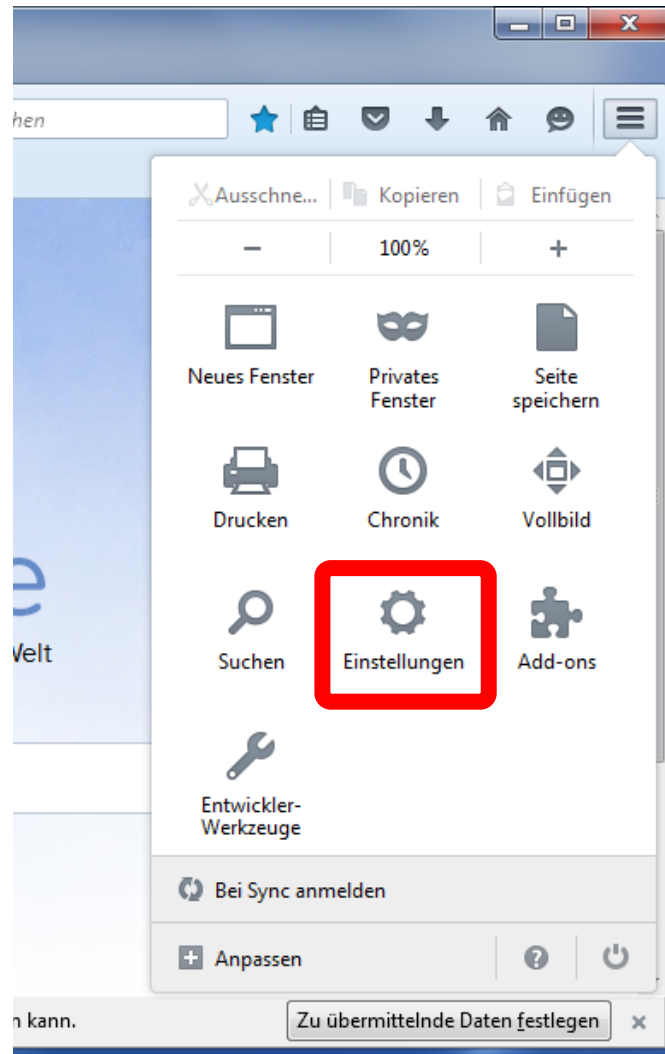 hen
Ausschne... Kopieren Einfügen
− 100% +
Neues Fenster Privates Fenster Seite speichern
Drucken Chronik Vollbild
e
Welt
Suchen Einstellungen Add-ons
Entwickler-
Werkzeuge
Bei Sync anmelden
+ Anpassen ?
n kann. Zu übermittelnde Daten festlegen x